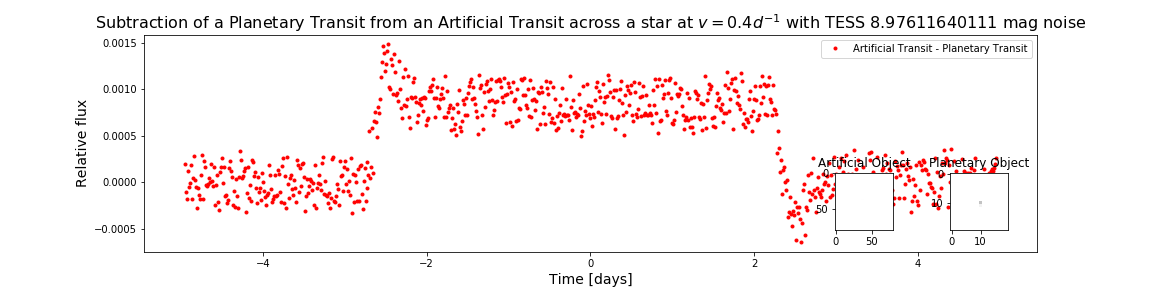 Subtraction of a Planetary Transit from an Artificial Transit across a star at v = 0.4d⁻¹ with TESS 8.97611640111 mag noise
0.0015
0.0010
0.0005
0.0000
−0.0005
Relative flux
Artificial Transit - Planetary Transit
Artificial Object
0
50
0 50
Planetary Object
0
10
0 10
−4 −2 0 2 4
Time [days]